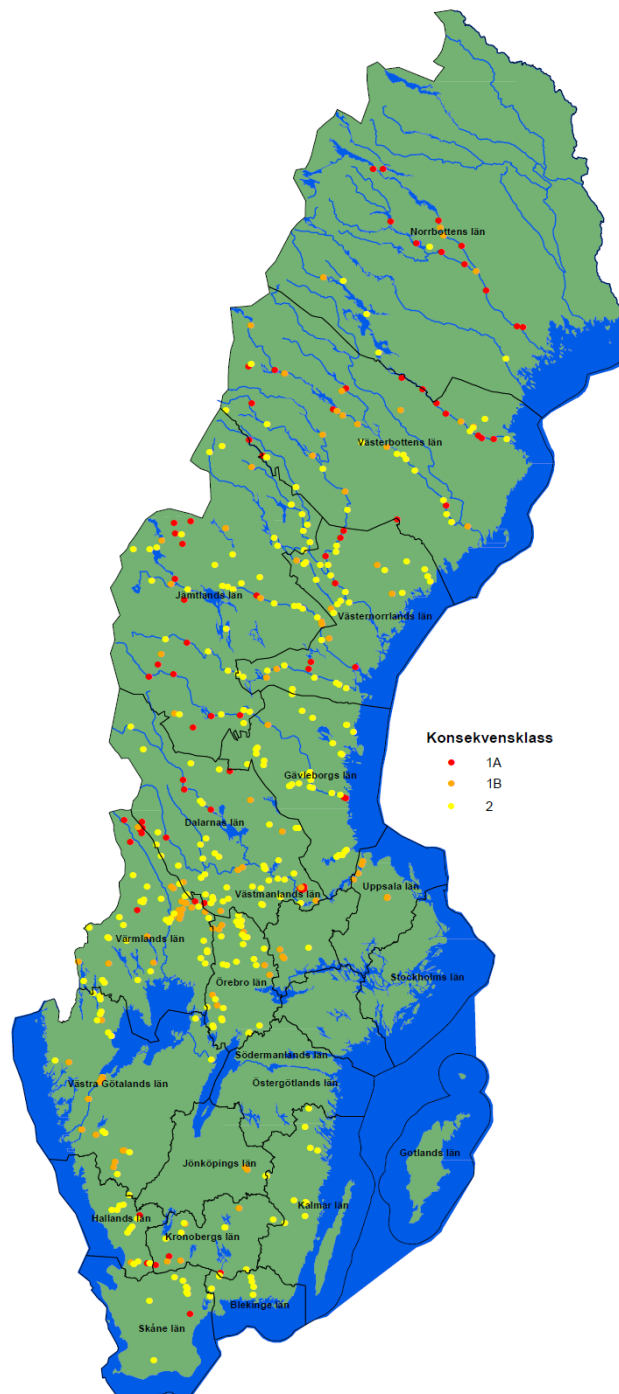 Norrbottens län
Västerbottens län
Jämtlands län
Västernorrlands län
Konsekvensklass
1A
1B
2
Gävleborgs län
Dalarnas län
Uppsala län
Västmanlands län
Värmlands län
Stockholms län
Örebro län
Södermanlands län
Västra Götalands län
Östergötlands län
Gotlands län
Jönköpings län
Kalmar län
Hallands län
Kronobergs län
Blekinge län
Skåne län